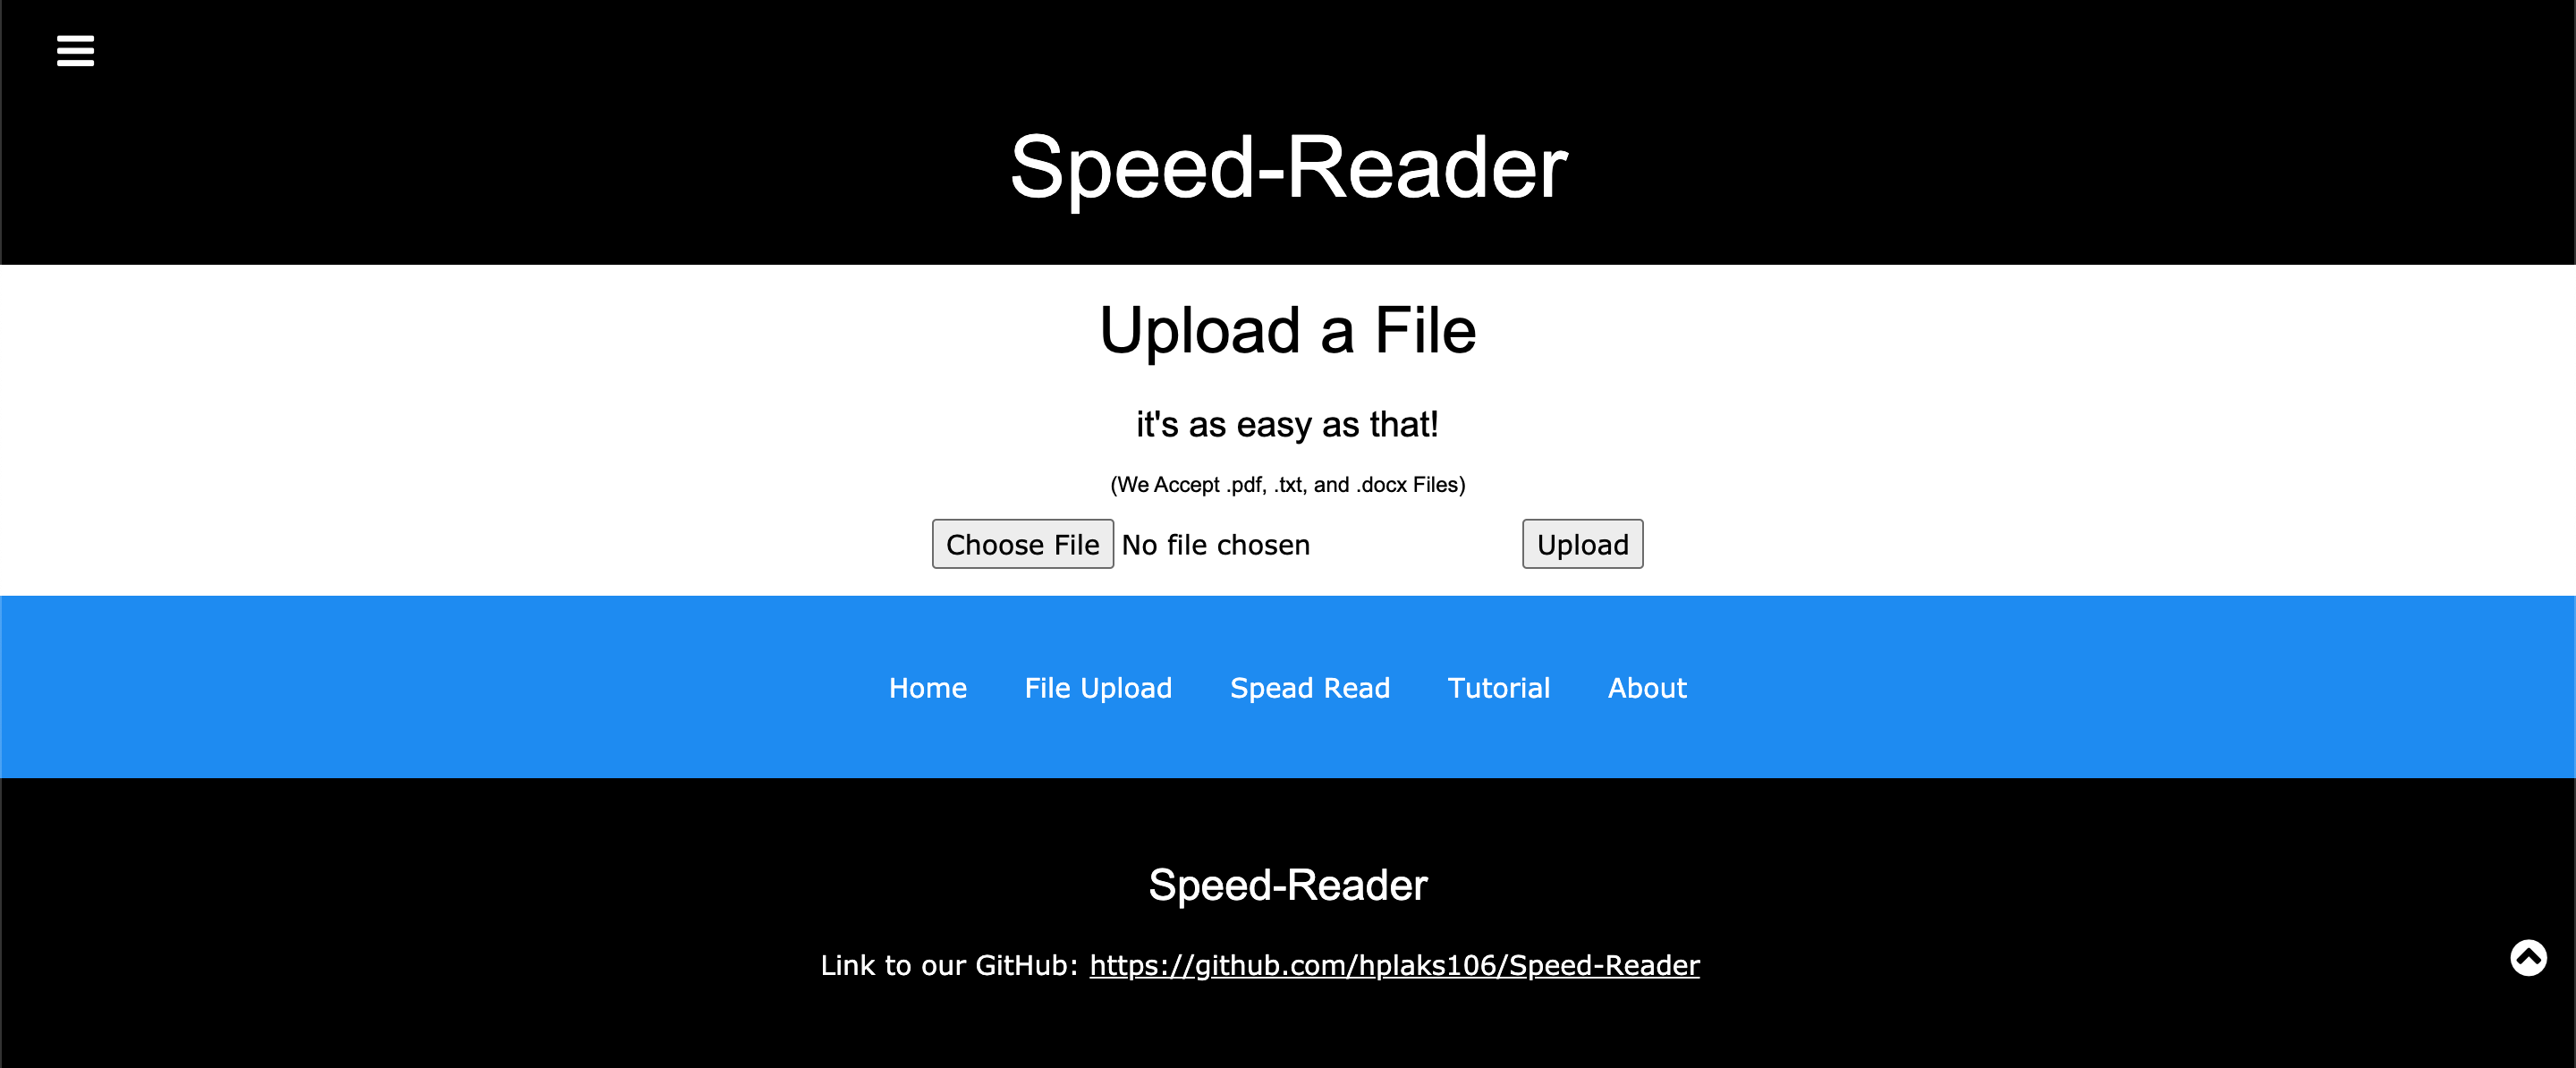 Speed-Reader
Upload a File
it's as easy as that!
(We Accept .pdf, .txt, and .docx Files)
Choose File No file chosen Upload
Home File Upload Spead Read Tutorial About
Speed-Reader
Link to our GitHub: https://github.com/hplaks106/Speed-Reader